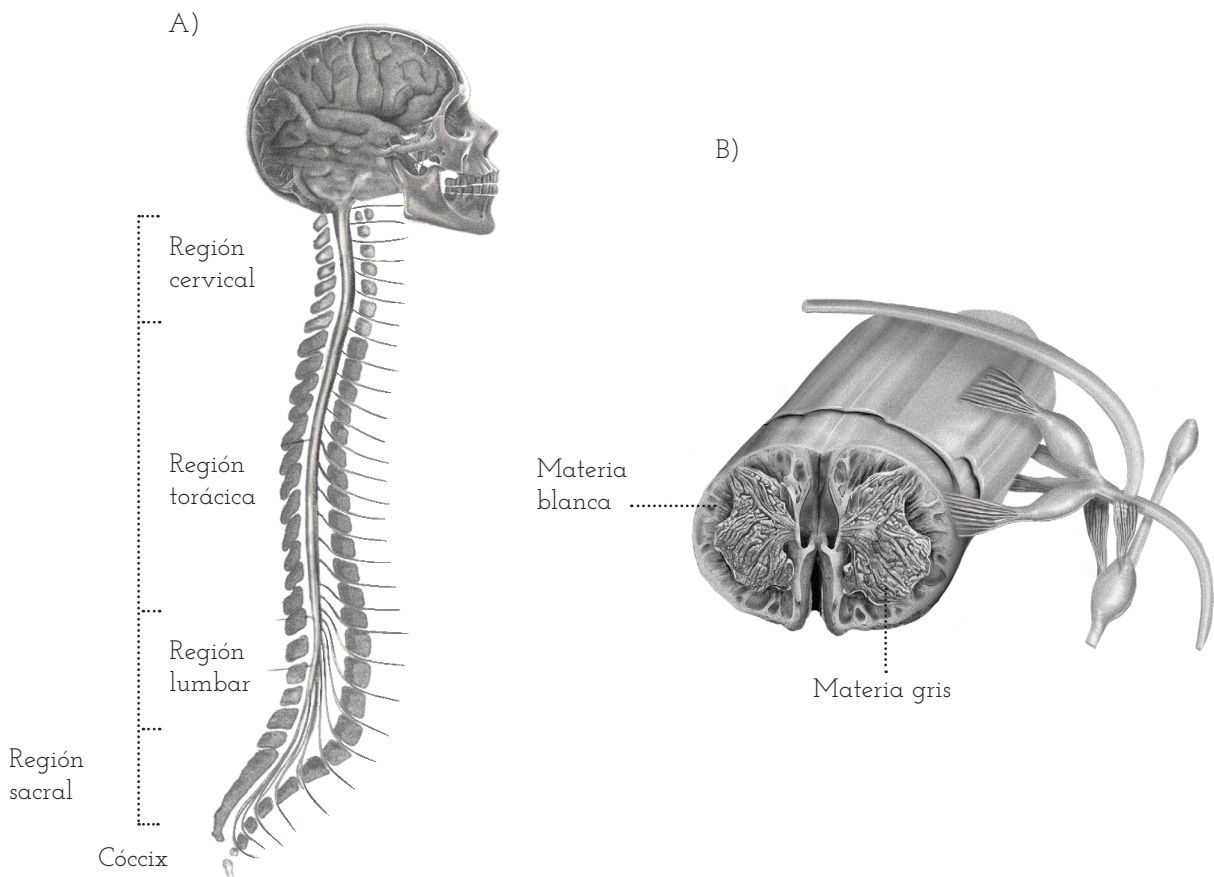 A)
Región
cervical
Región
torácica
Región
lumbar
Región
sacral
Cóccix
B)
Materia
blanca
Materia gris